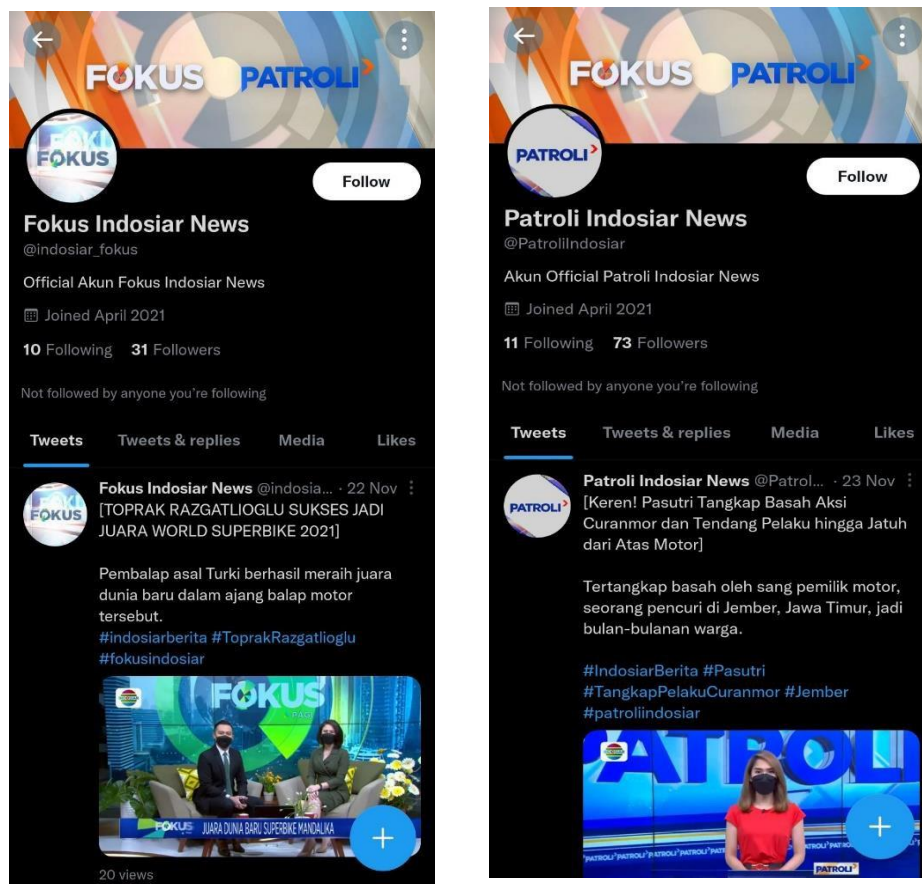 FOKUS PATROLI
FOKUS
Follow
Fokus Indosiar News
@indosiar_fokus
Official Akun Fokus Indosiar News
Joined April 2021
10 Following 31 Followers
Not followed by anyone you're following
Tweets Tweets & replies Media Likes
FOKUS
Fokus Indosiar News @indosia... · 22 Nov
[TOPRAK RAZGATLIOGLU SUKSES JADI
JUARA WORLD SUPERBIKE 2021]
Pembalap asal Turki berhasil meraih juara
dunia baru dalam ajang balap motor
tersebut.
#indosiarberita #ToprakRazgatlioglu
#fokusindosiar
FOKUS
FOKUS JUARA DUNIA BARU SUPERBIKE MANDALIKA
20 views
FOKUS PATROLI
PATROLI
Follow
Patroli Indosiar News
@PatroliIndosiar
Akun Official Patroli Indosiar News
Joined April 2021
11 Following 73 Followers
Not followed by anyone you're following
Tweets Tweets & replies Media Likes
PATROLI
Patroli Indosiar News @Patrol... · 23 Nov
[Keren! Pasutri Tangkap Basah Aksi
Curanmor dan Tendang Pelaku hingga Jatuh
dari Atas Motor]
Tertangkap basah oleh sang pemilik motor,
seorang pencuri di Jember, Jawa Timur, jadi
bulan-bulanan warga.
#IndosiarBerita #Pasutri
#TangkapPelakuCuranmor #Jember
#patroliindosiar
PATROLI
PATROLI PATROLI PATROLI PATROLI
PATROLI